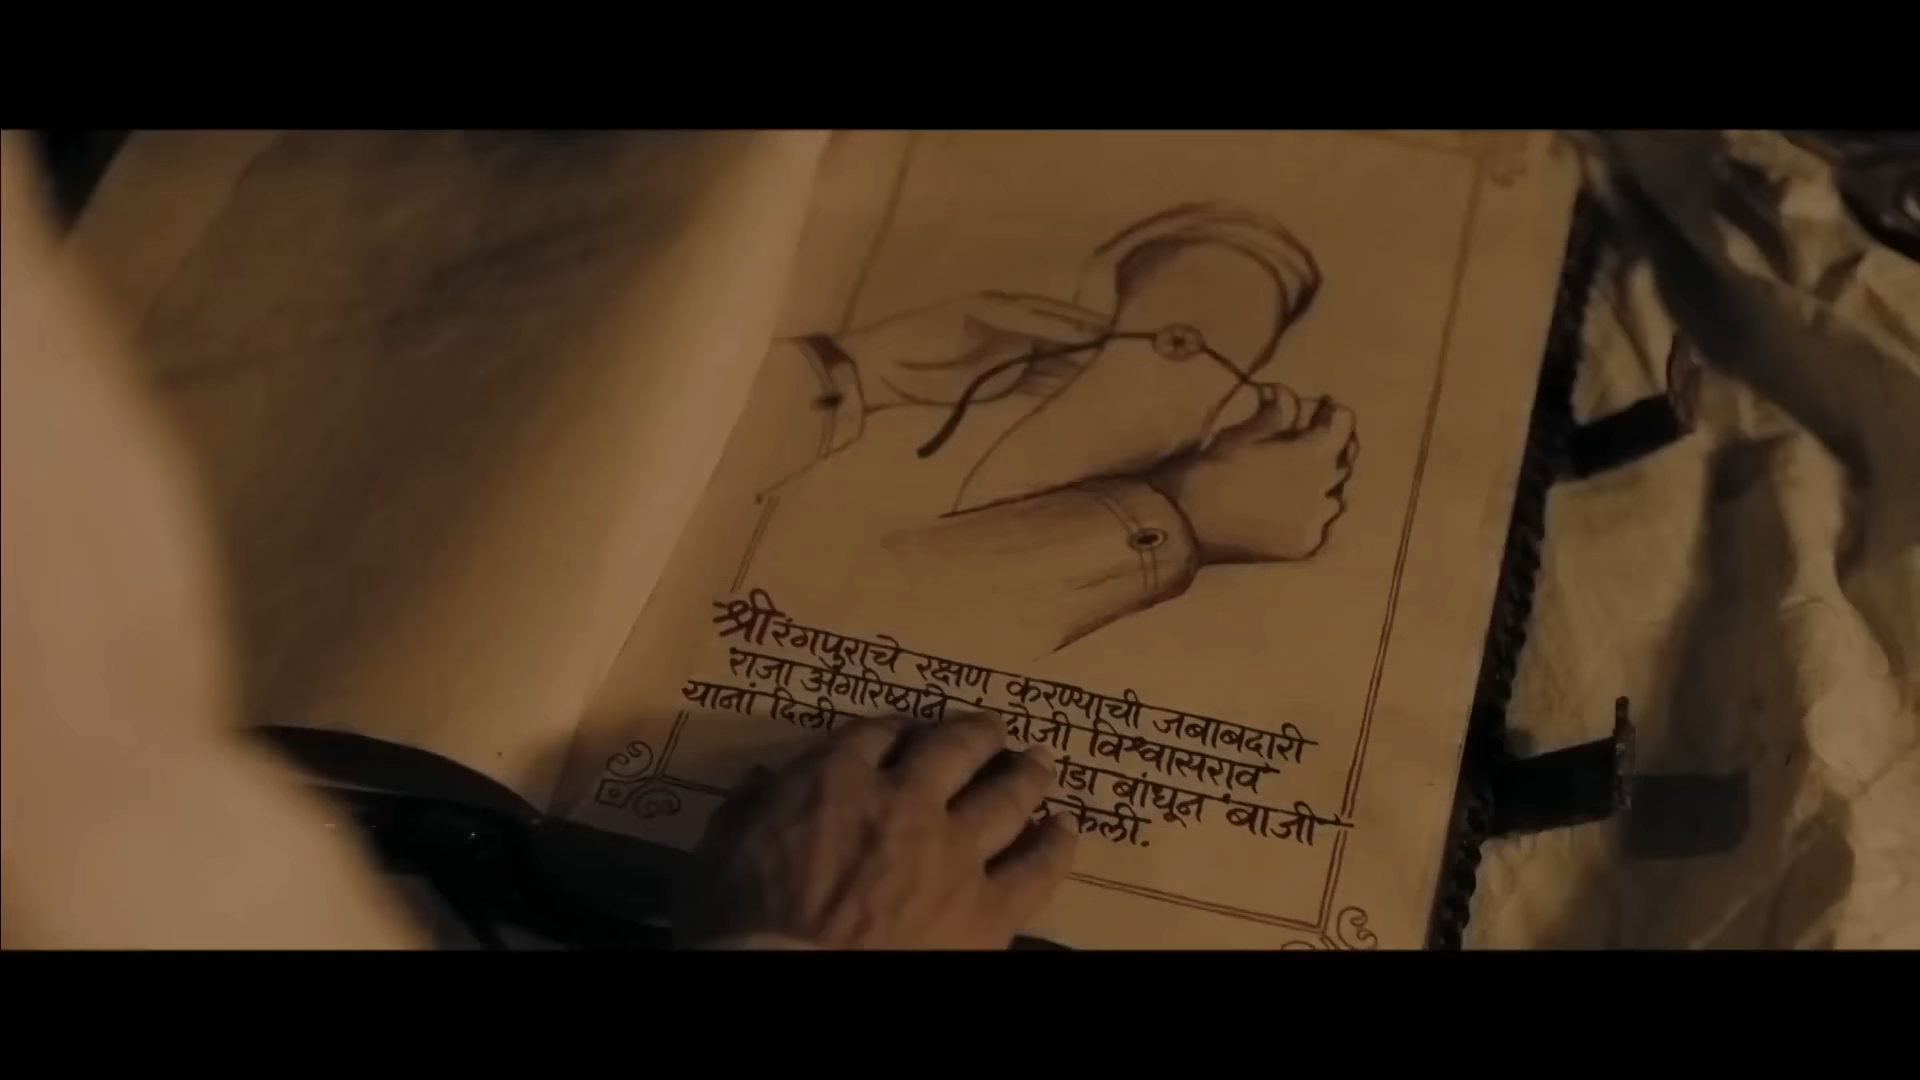 श्रीरंगपुराचे रक्षण करण्याची जबाबदारी
राजा अंगरिष्ठाने विश्वासराव
यानां दिली बांधून बाजी
केली.